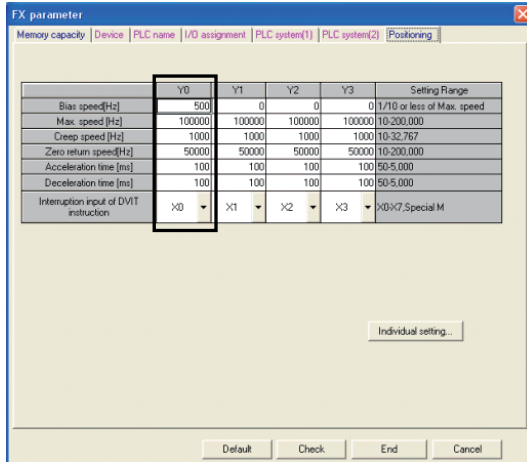 FX parameter
Memory capacity Device PLC name I/O assignment PLC system(1) PLC system(2) Positioning
Y0 Y1 Y2 Y3 Setting Range
Bias speed[Hz] 500 0 0 0 1/10 or less of Max. speed
Max. speed [Hz] 100000 100000 100000 100000 10-200,000
Creep speed [Hz] 1000 1000 1000 1000 10-32,767
Zero return speed[Hz] 50000 50000 50000 50000 10-200,000
Acceleration time [ms] 100 100 100 100 50-5,000
Deceleration time [ms] 100 100 100 100 50-5,000
Interruption input of DVIT
instruction X0 X1 X2 X3 X0-X7,Special M
Individual setting...
Default Check End Cancel